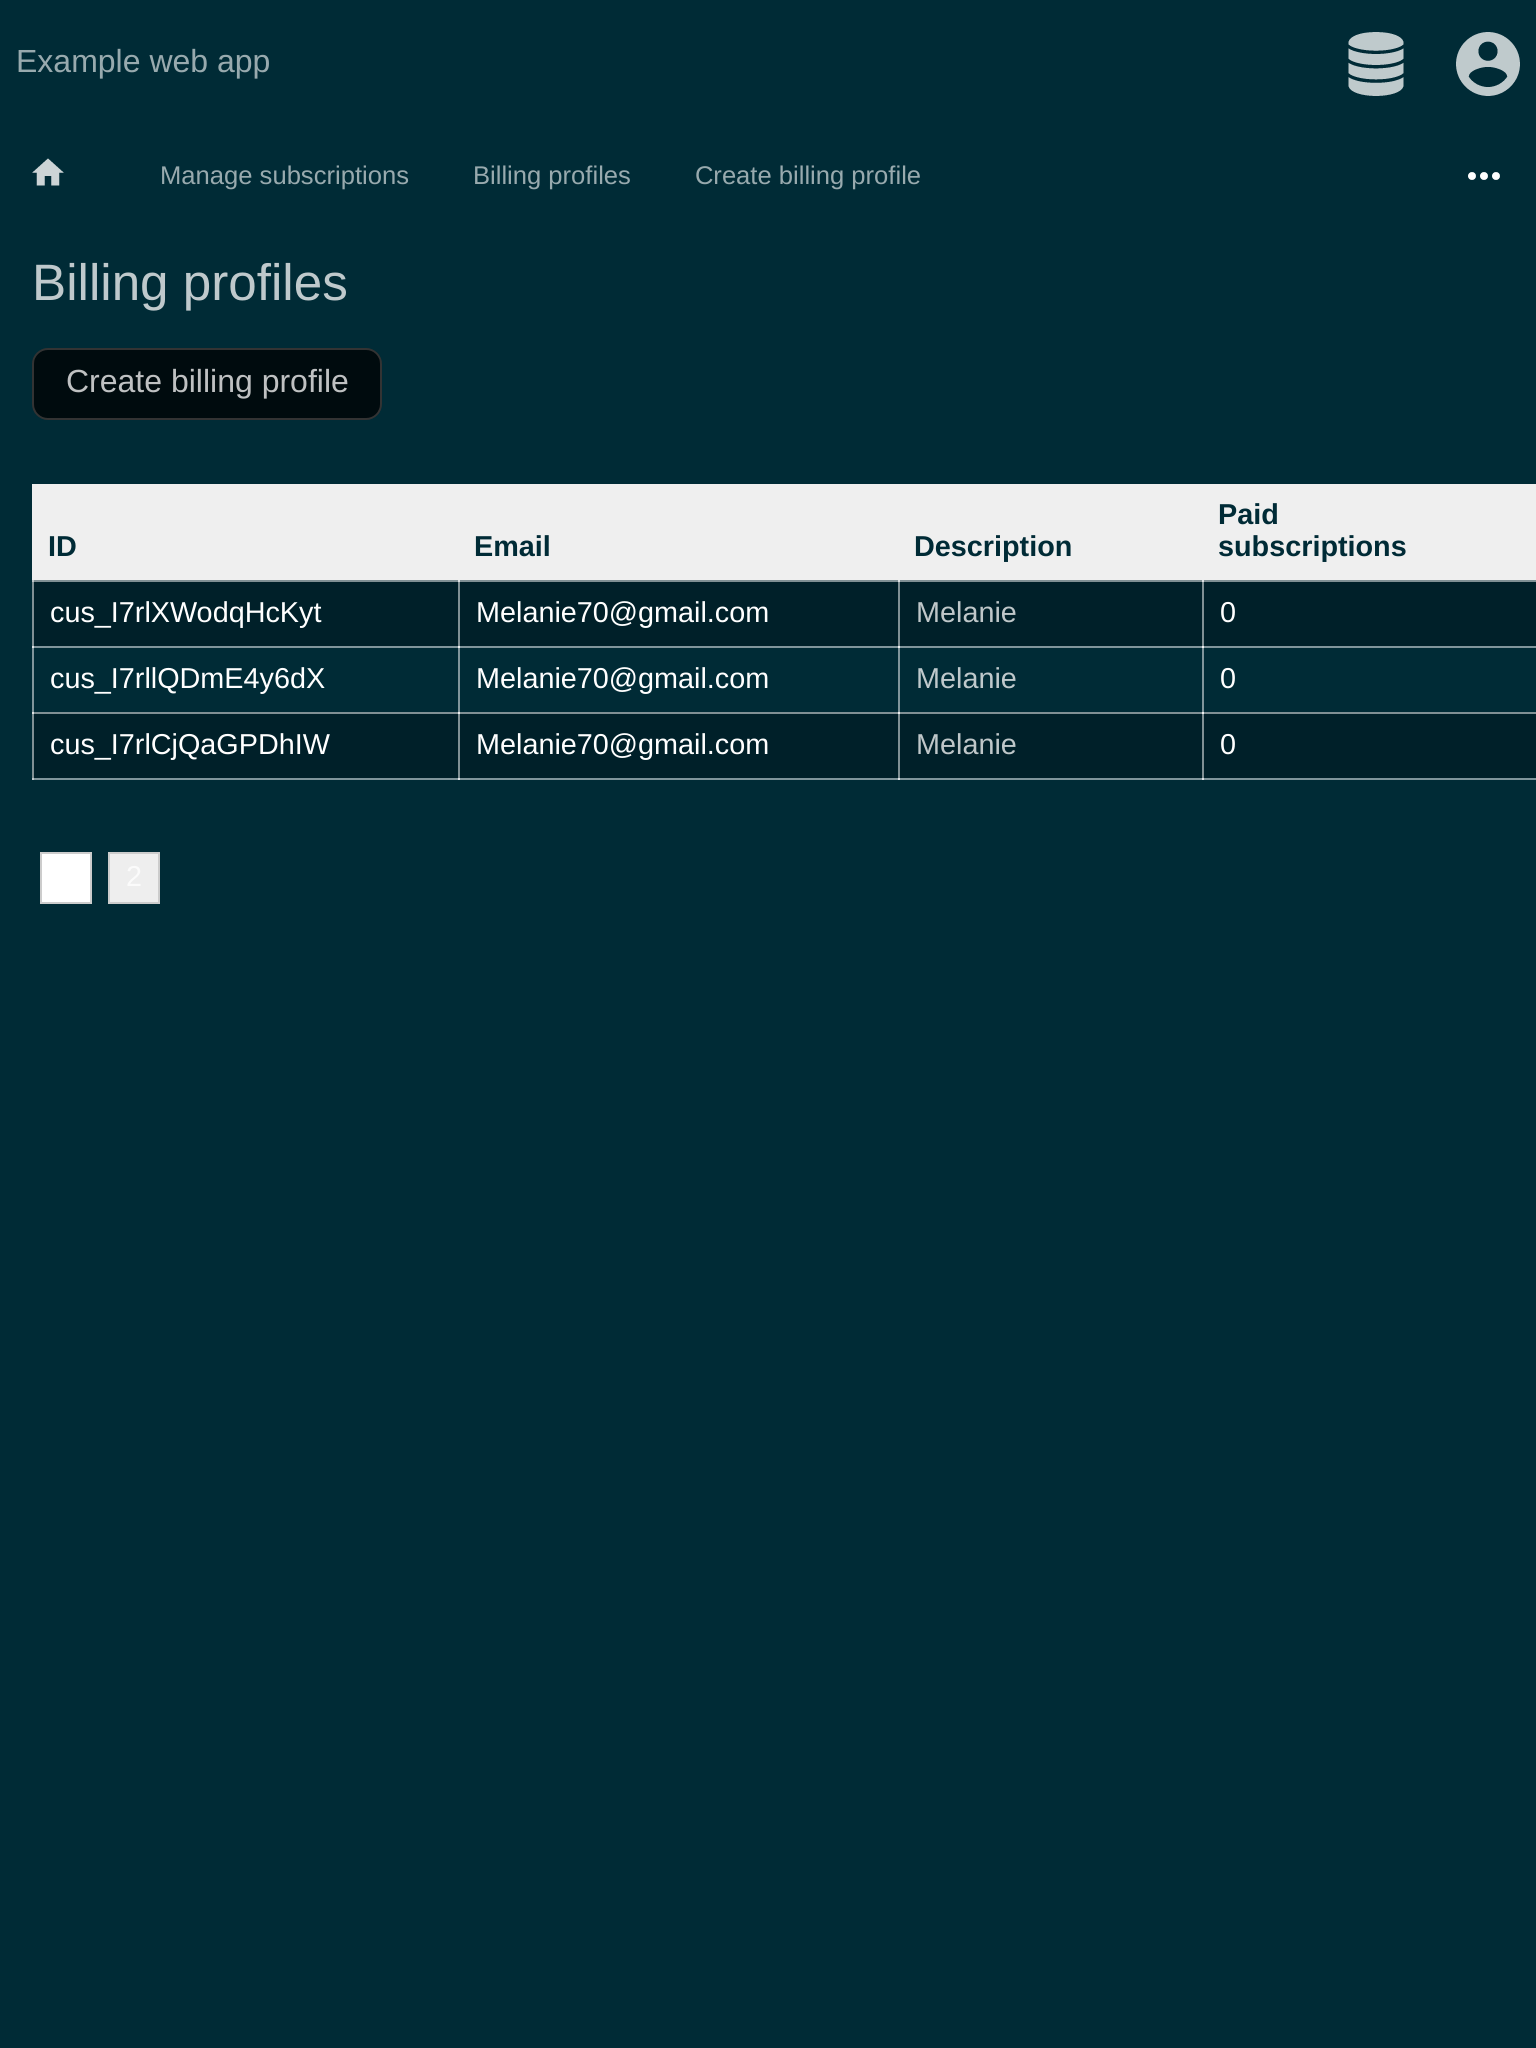 Example web app
Manage subscriptions Billing profiles Create billing profile
Billing profiles
Create billing profile
ID Email Description Paid subscriptions
cus_I7rlXWodqHcKyt Melanie70@gmail.com Melanie 0
cus_I7rllQDmE4y6dX Melanie70@gmail.com Melanie 0
cus_I7rlCjQaGPDhIW Melanie70@gmail.com Melanie 0
2